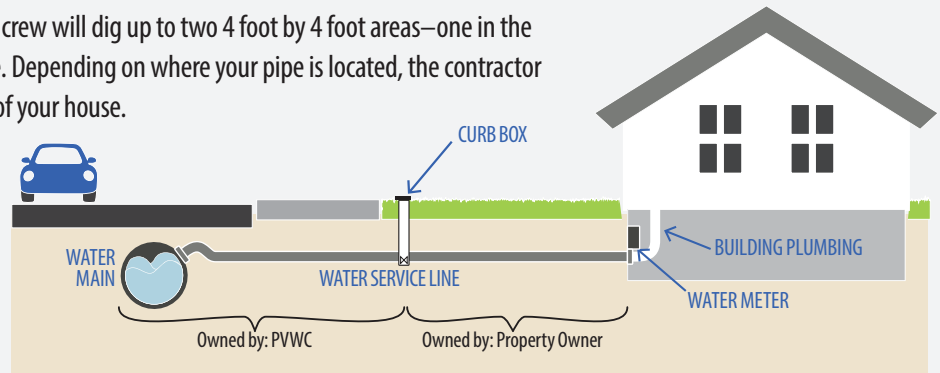 crew will dig up to two 4 foot by 4 foot areas–one in the
. Depending on where your pipe is located, the contractor
of your house.
CURB BOX
WATER
MAIN
WATER SERVICE LINE
BUILDING PLUMBING
WATER METER
Owned by: PVWC
Owned by: Property Owner